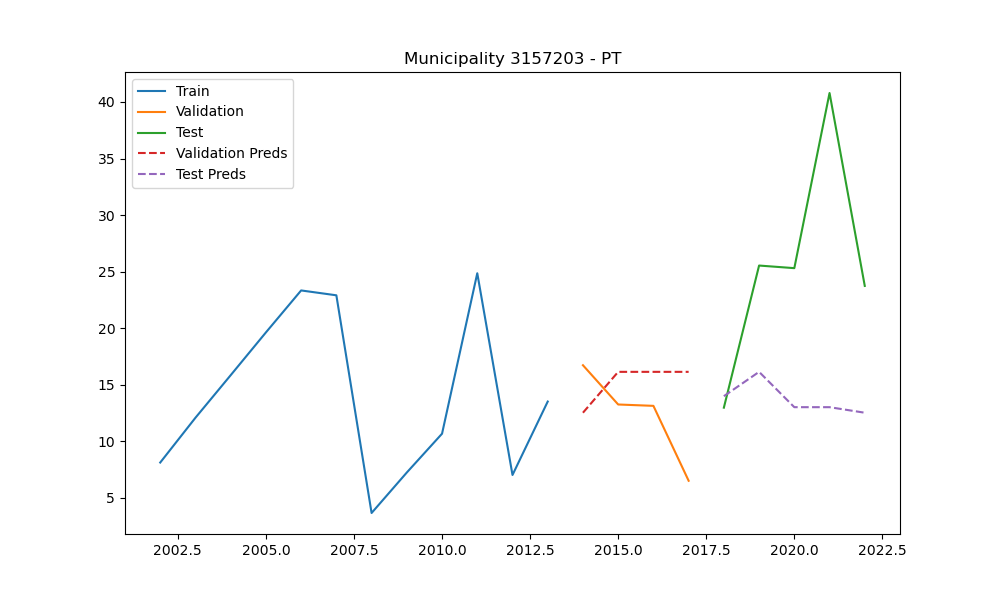 Municipality 3157203 - PT
Train
Validation
Test
Validation Preds
Test Preds
40
35
30
25
20
15
10
5
2002.5 2005.0 2007.5 2010.0 2012.5 2015.0 2017.5 2020.0 2022.5